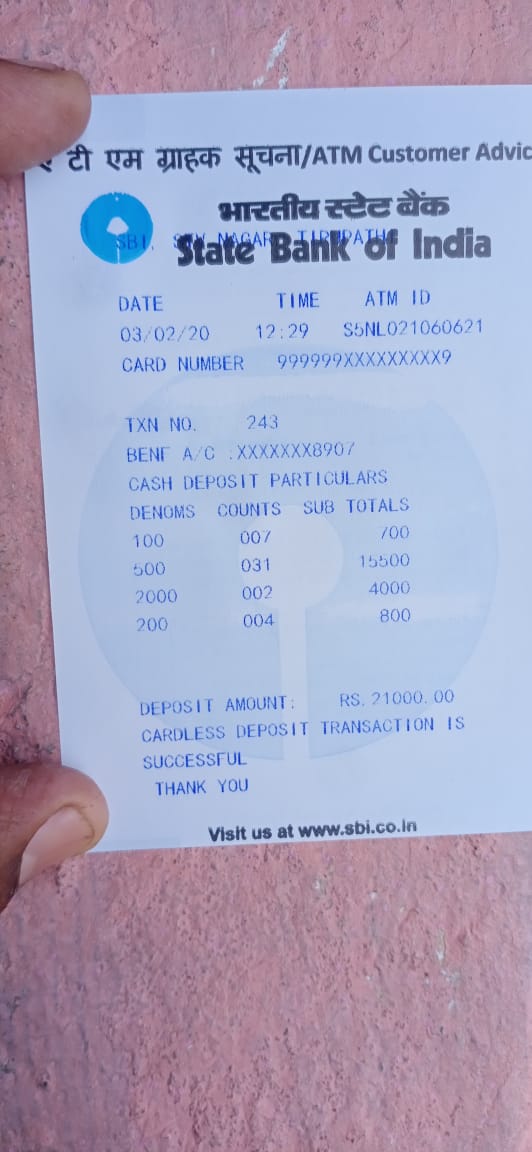 टी एम ग्राहक सूचना/ATM Customer Advic
भारतीय स्टेट बैंक
SBI, NAGAR, TIRUPATHI
State Bank of India
DATE TIME ATM ID
03/02/20 12:29 S5NL021060621
CARD NUMBER 999999XXXXXXXXX9
TXN NO. 243
BENF A/C :XXXXXXX8907
CASH DEPOSIT PARTICULARS
DENOMS COUNTS SUB TOTALS
100 007 700
500 031 15500
2000 002 4000
200 004 800
DEPOSIT AMOUNT: RS. 21000.00
CARDLESS DEPOSIT TRANSACTION IS
SUCCESSFUL
THANK YOU
Visit us at www.sbi.co.in